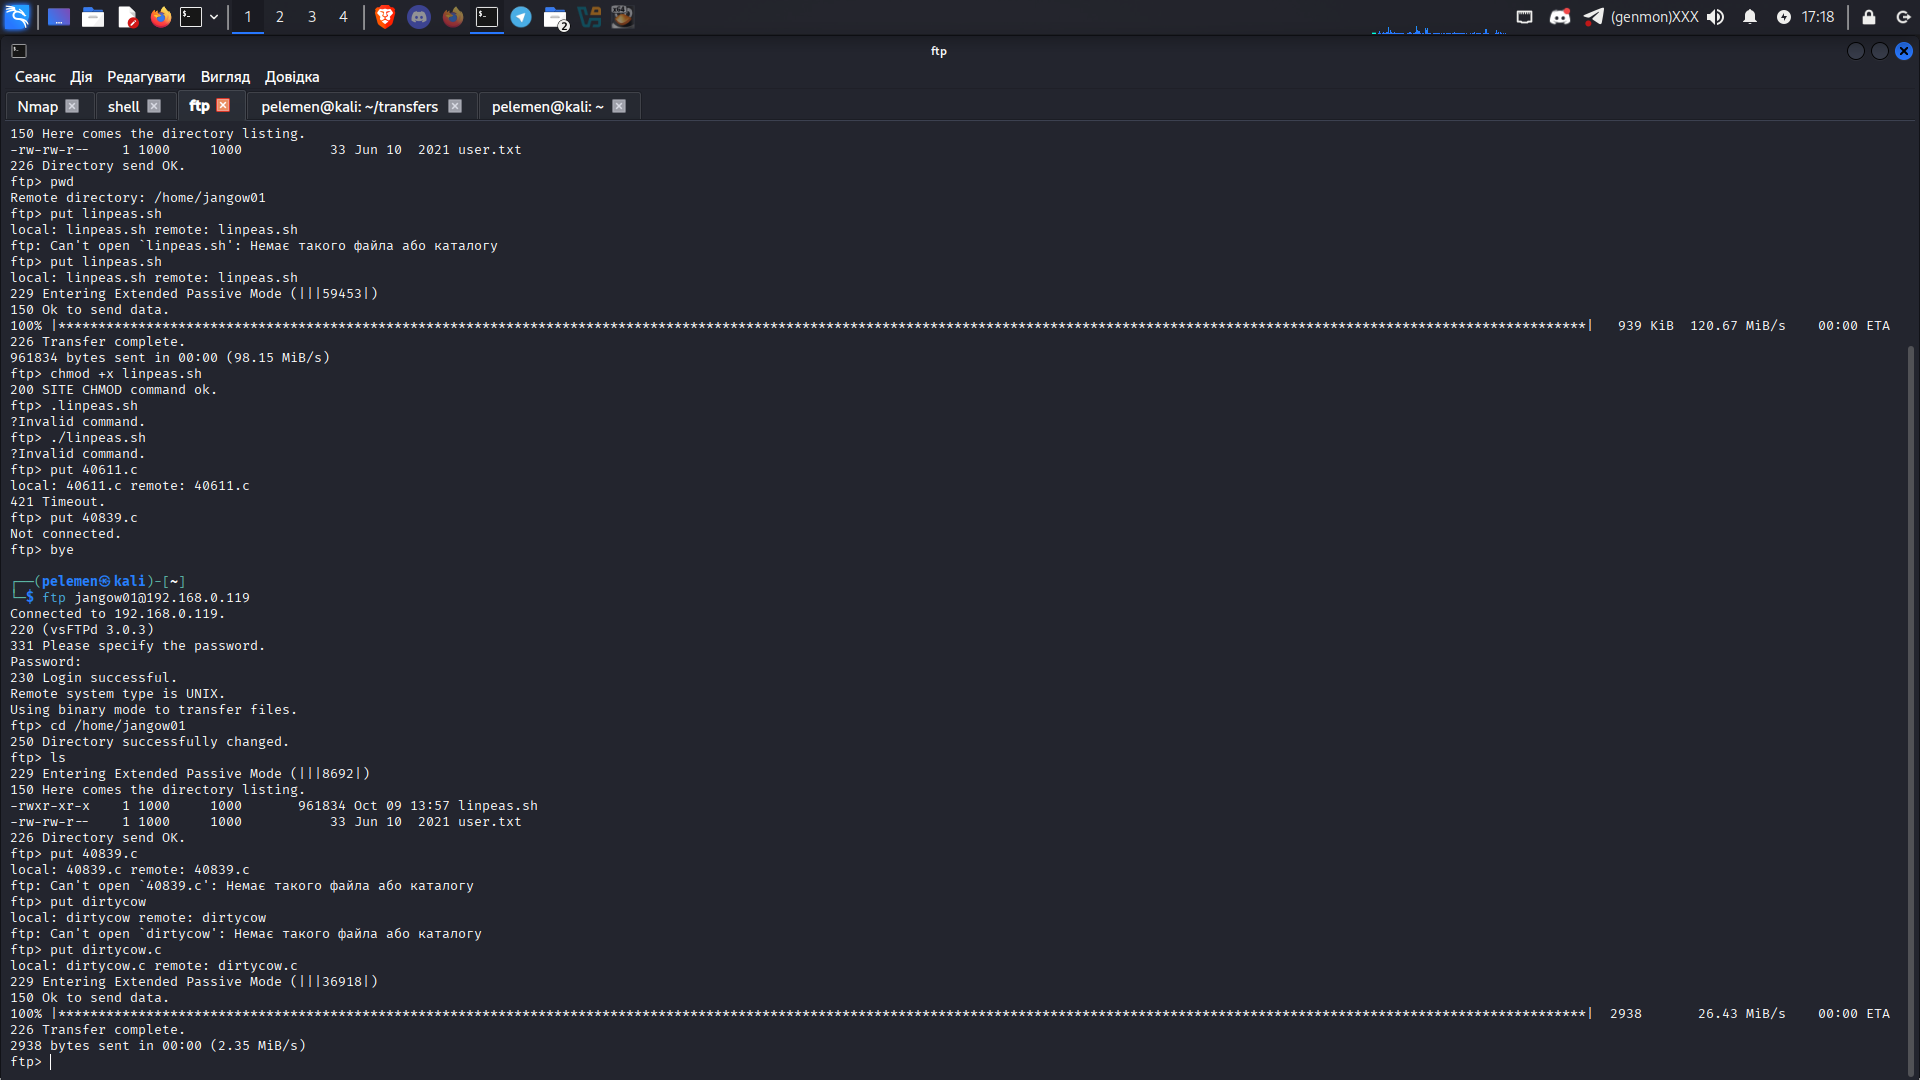 1 2 3 4 2 (genmon)XXX 17:18
ftp
Сеанс Дія Редагувати Вигляд Довідка
Nmap shell ftp pelemen@kali: ~/transfers pelemen@kali: ~
150 Here comes the directory listing.
-rw-rw-r-- 1 1000 1000 33 Jun 10 2021 user.txt
226 Directory send OK.
ftp> pwd
Remote directory: /home/jangow01
ftp> put linpeas.sh
local: linpeas.sh remote: linpeas.sh
ftp: Can't open `linpeas.sh': Немає такого файла або каталогу
ftp> put linpeas.sh
local: linpeas.sh remote: linpeas.sh
229 Entering Extended Passive Mode (|||59453|)
150 Ok to send data.
100% |***********************************************************************************************************************************************************************************************| 939 KiB 120.67 MiB/s 00:00 ETA
226 Transfer complete.
961834 bytes sent in 00:00 (98.15 MiB/s)
ftp> chmod +x linpeas.sh
200 SITE CHMOD command ok.
ftp> .linpeas.sh
?Invalid command.
ftp> ./linpeas.sh
?Invalid command.
ftp> put 40611.c
local: 40611.c remote: 40611.c
421 Timeout.
ftp> put 40839.c
Not connected.
ftp> bye
┌──(pelemen㉿kali)-[~]
└─$ ftp jangow01@192.168.0.119
Connected to 192.168.0.119.
220 (vsFTPd 3.0.3)
331 Please specify the password.
Password:
230 Login successful.
Remote system type is UNIX.
Using binary mode to transfer files.
ftp> cd /home/jangow01
250 Directory successfully changed.
ftp> ls
229 Entering Extended Passive Mode (|||8692|)
150 Here comes the directory listing.
-rwxr-xr-x 1 1000 1000 961834 Oct 09 13:57 linpeas.sh
-rw-rw-r-- 1 1000 1000 33 Jun 10 2021 user.txt
226 Directory send OK.
ftp> put 40839.c
local: 40839.c remote: 40839.c
ftp: Can't open `40839.c': Немає такого файла або каталогу
ftp> put dirtycow
local: dirtycow remote: dirtycow
ftp: Can't open `dirtycow': Немає такого файла або каталогу
ftp> put dirtycow.c
local: dirtycow.c remote: dirtycow.c
229 Entering Extended Passive Mode (|||36918|)
150 Ok to send data.
100% |***********************************************************************************************************************************************************************************************| 2938 26.43 MiB/s 00:00 ETA
226 Transfer complete.
2938 bytes sent in 00:00 (2.35 MiB/s)
ftp>